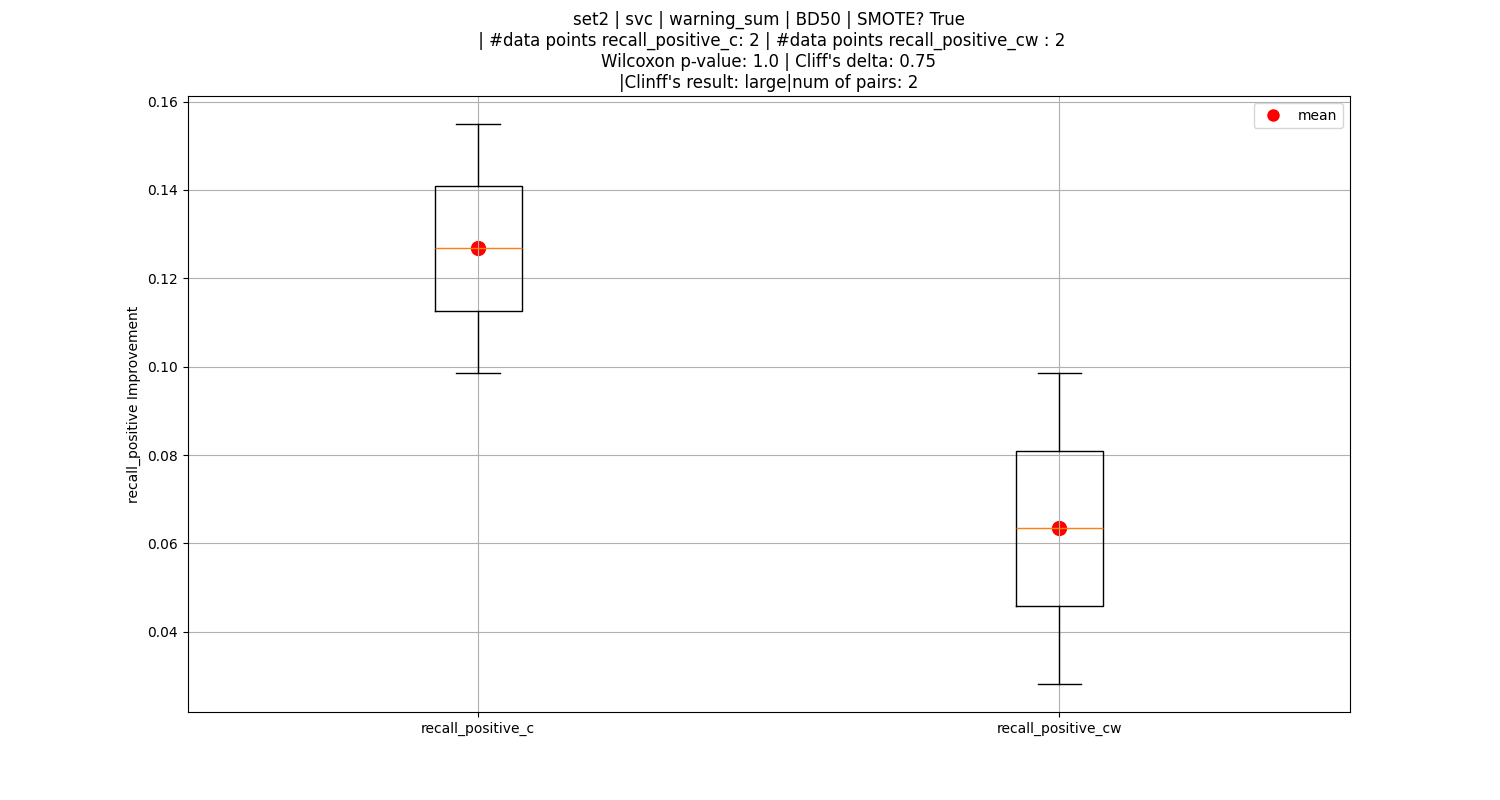 set2 | svc | warning_sum | BD50 | SMOTE? True
| #data points recall_positive_c: 2 | #data points recall_positive_cw : 2
Wilcoxon p-value: 1.0 | Cliff's delta: 0.75
|Clinff's result: large|num of pairs: 2
mean
0.16
0.14
0.12
0.10
0.08
0.06
0.04
recall_positive Improvement
recall_positive_c
recall_positive_cw